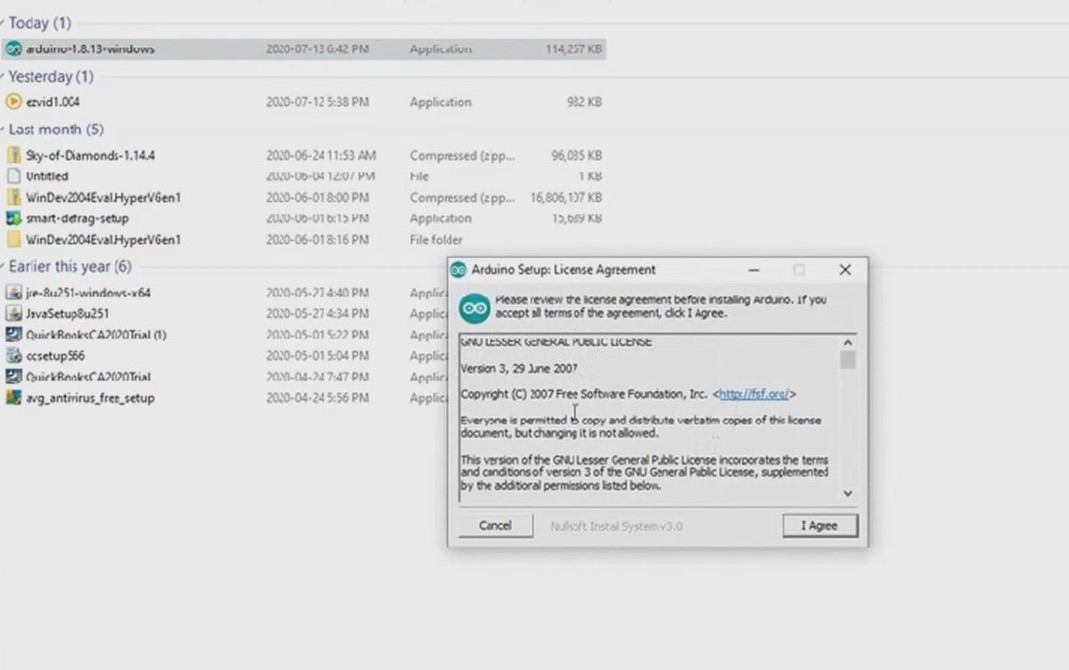 Today (1)
arduino-1.8.13-windows 2020-07-13 6:42 PM Application 114,257 KB
Yesterday (1)
ezvid1.004 2020-07-12 5:38 PM Application 982 KB
Last month (5)
Sky-of-Diamonds-1.14.4 2020-06-24 11:53 AM Compressed (zipp... 96,085 KB
Untitled 2020-06-04 12:07 PM File 1 KB
WinDev2004Eval.HyperVGen1 2020-06-01 8:00 PM Compressed (zipp... 16,806,107 KB
smart-defrag-setup 2020-06-01 6:15 PM Application 15,689 KB
WinDev2004Eval.HyperVGen1 2020-06-01 8:16 PM File folder
Earlier this year (6)
jre-8u251-windows-x64 2020-05-27 4:40 PM Applic
JavaSetup8u251 2020-05-27 4:34 PM Applic
QuickBooksCA2020Trial (1) 2020-05-01 5:22 PM Applic
ccsetup566 2020-05-01 5:04 PM Applic
QuickBooksCA2020Trial 2020-04-24 7:47 PM Applic
avg_antivirus_free_setup 2020-04-24 5:56 PM Applic
Arduino Setup: License Agreement
Please review the license agreement before installing Arduino. If you
accept all terms of the agreement, click I Agree.
GNU LESSER GENERAL PUBLIC LICENSE
Version 3, 29 June 2007
Copyright (C) 2007 Free Software Foundation, Inc. <http://fsf.org/>
Everyone is permitted to copy and distribute verbatim copies of this license
document, but changing it is not allowed.
This version of the GNU Lesser General Public License incorporates the terms
and conditions of version 3 of the GNU General Public License, supplemented
by the additional permissions listed below.
Cancel Nullsoft Install System v3.0 I Agree